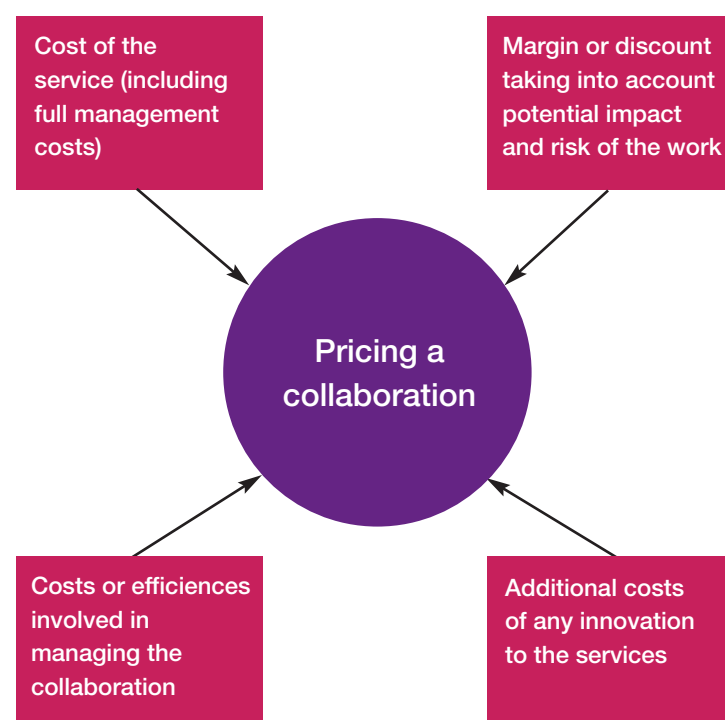 Cost of the
service (including
full management
costs)
Margin or discount
taking into account
potential impact
and risk of the work
Pricing a
collaboration
Costs or efficiences
involved in
managing the
collaboration
Additional costs
of any innovation
to the services